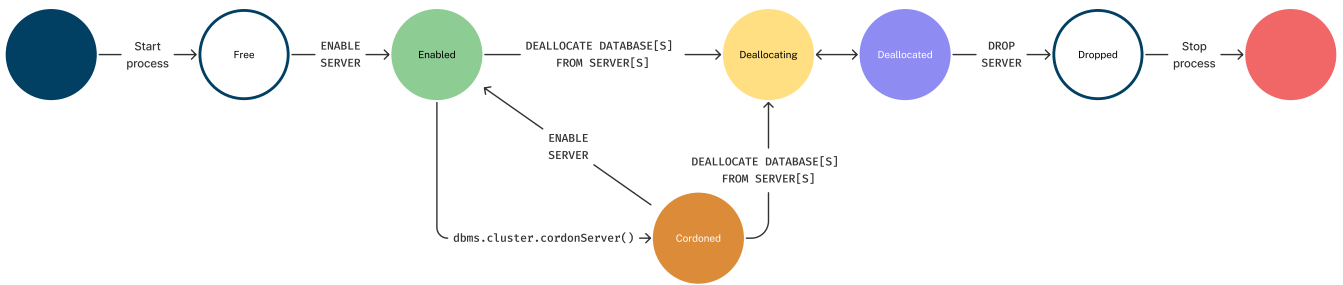 Start
process
Free
ENABLE
SERVER
Enabled
DEALLOCATE DATABASE[S]
FROM SERVER[S]
Deallocating
Deallocated
DROP
SERVER
Dropped
Stop
process
ENABLE
SERVER
DEALLOCATE DATABASE[S]
FROM SERVER[S]
dbms.cluster.cordonServer()
Cordoned